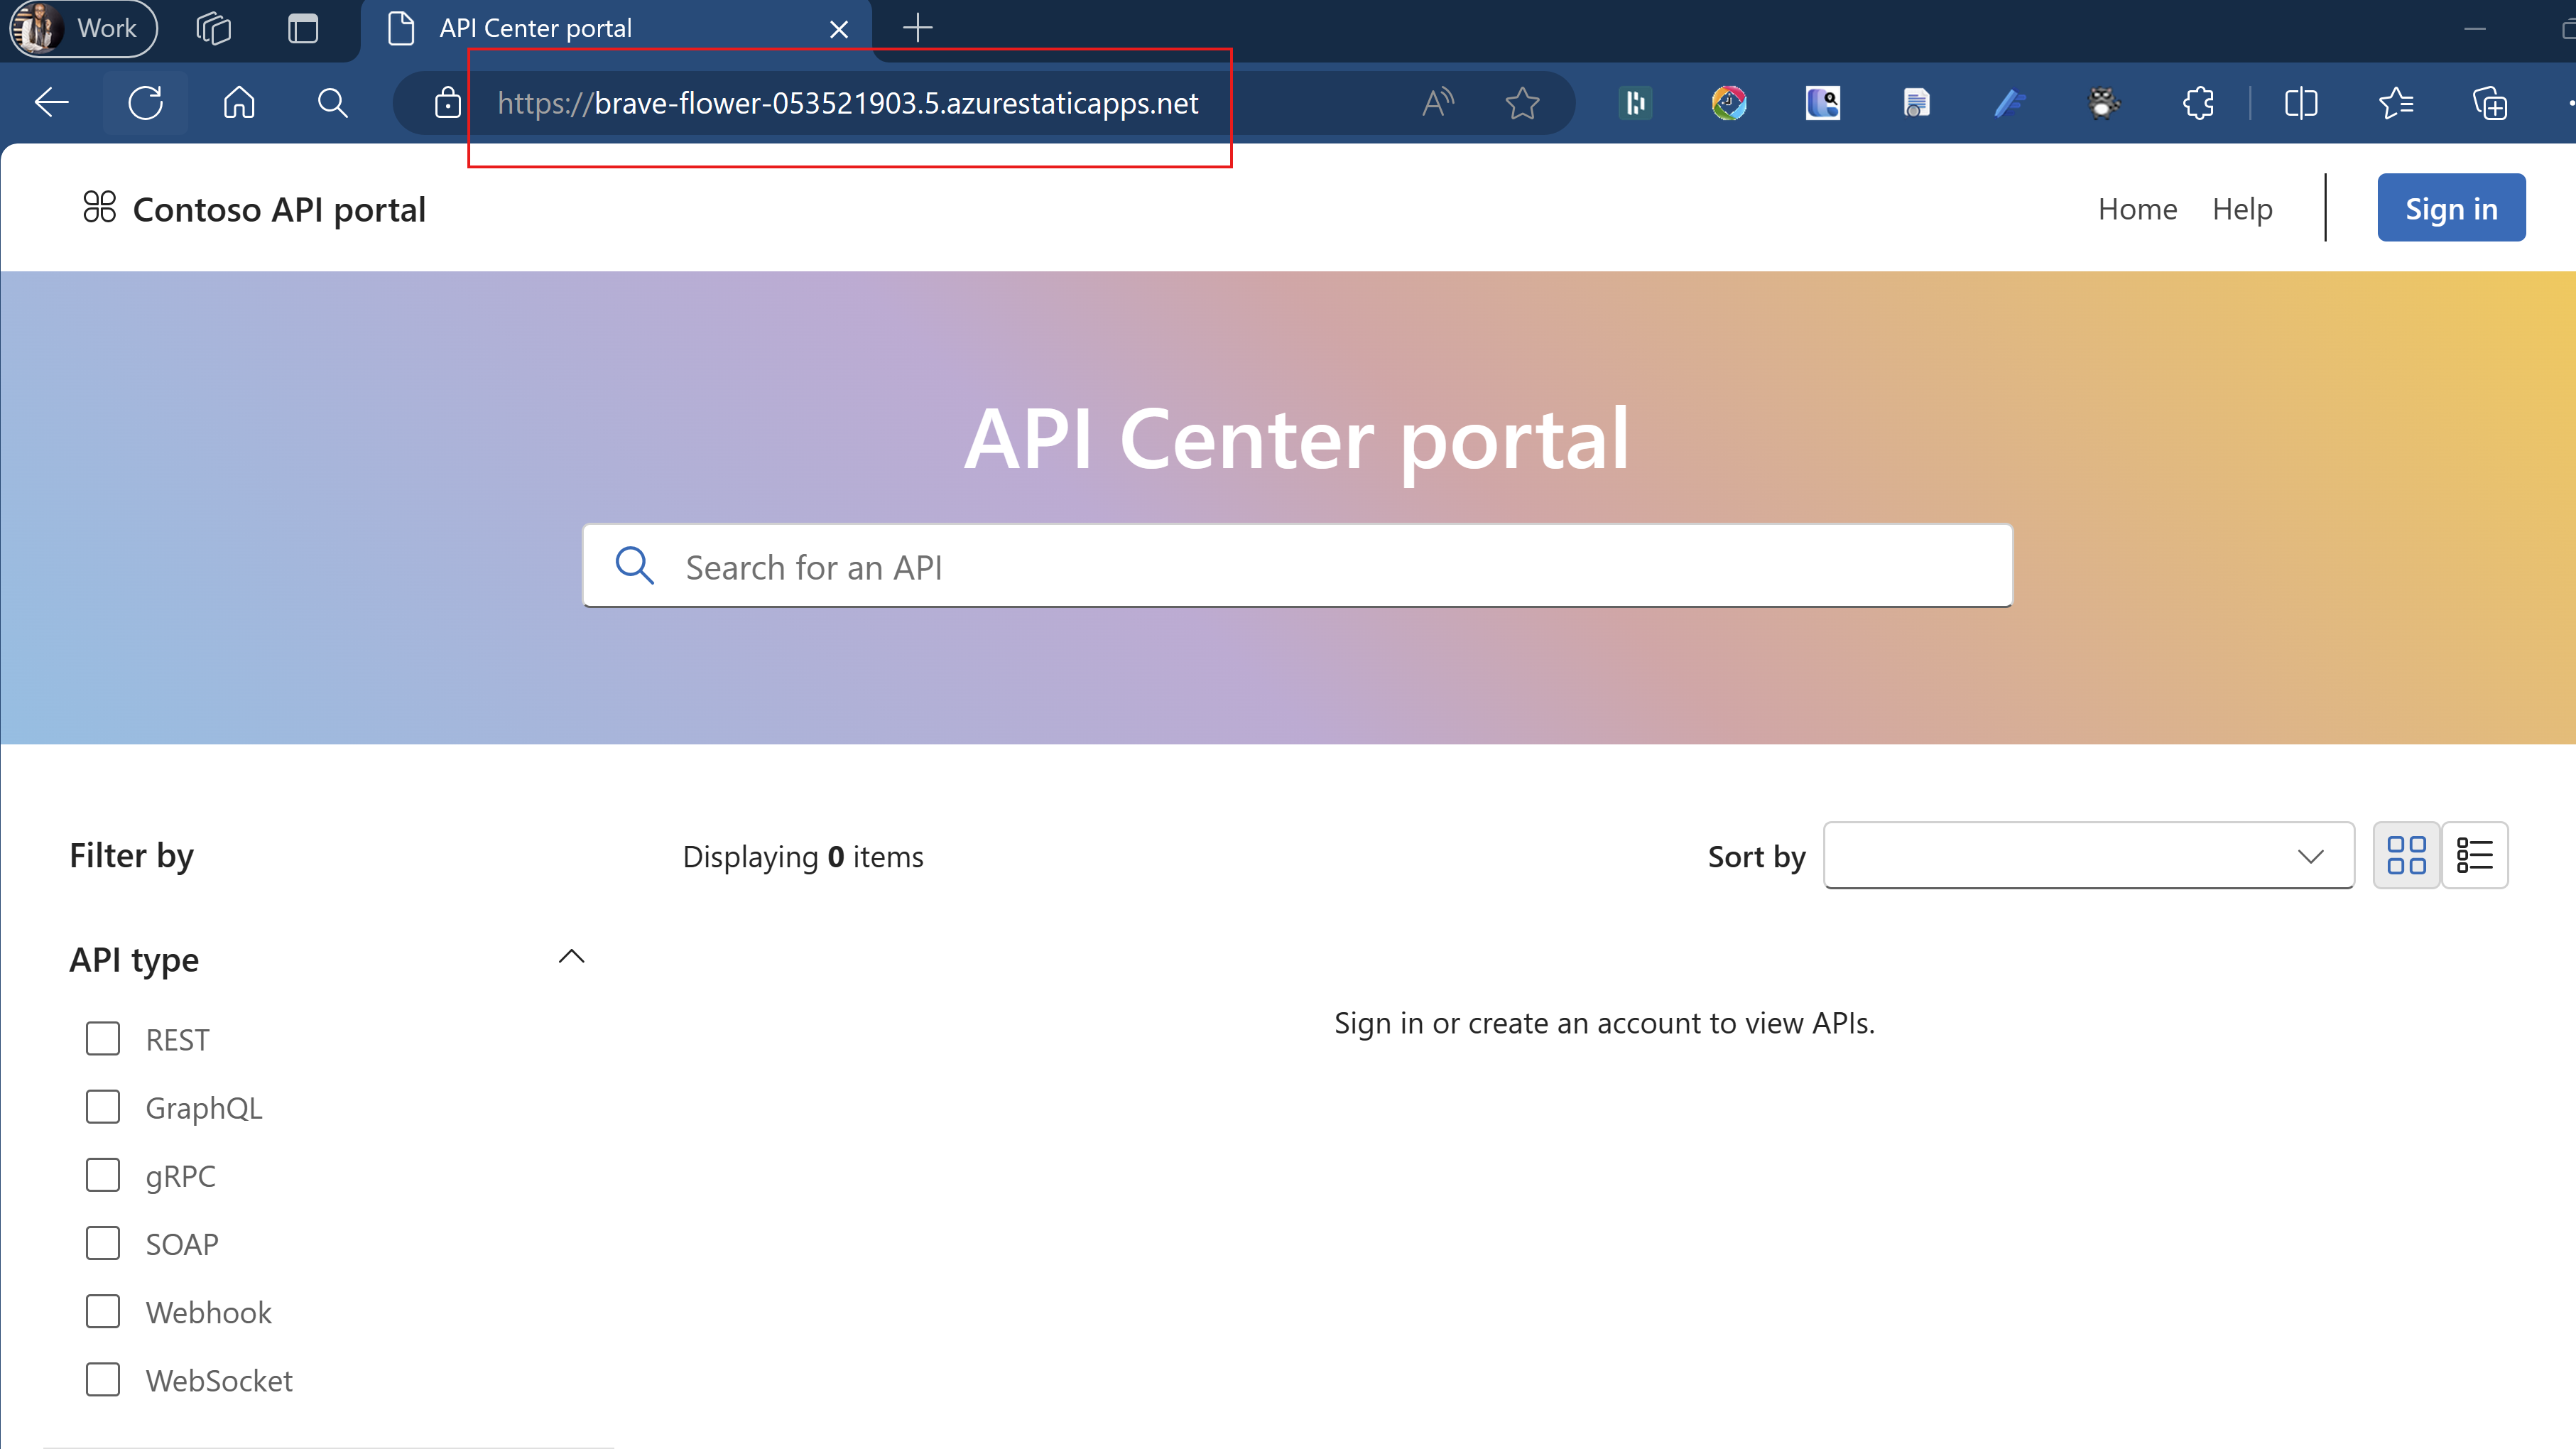 Work
API Center portal
https://brave-flower-053521903.5.azurestaticapps.net
Contoso API portal
Home
Help
Sign in
API Center portal
Search for an API
Filter by
Displaying 0 items
Sort by
API type
REST
GraphQL
gRPC
SOAP
Webhook
WebSocket
Sign in or create an account to view APIs.